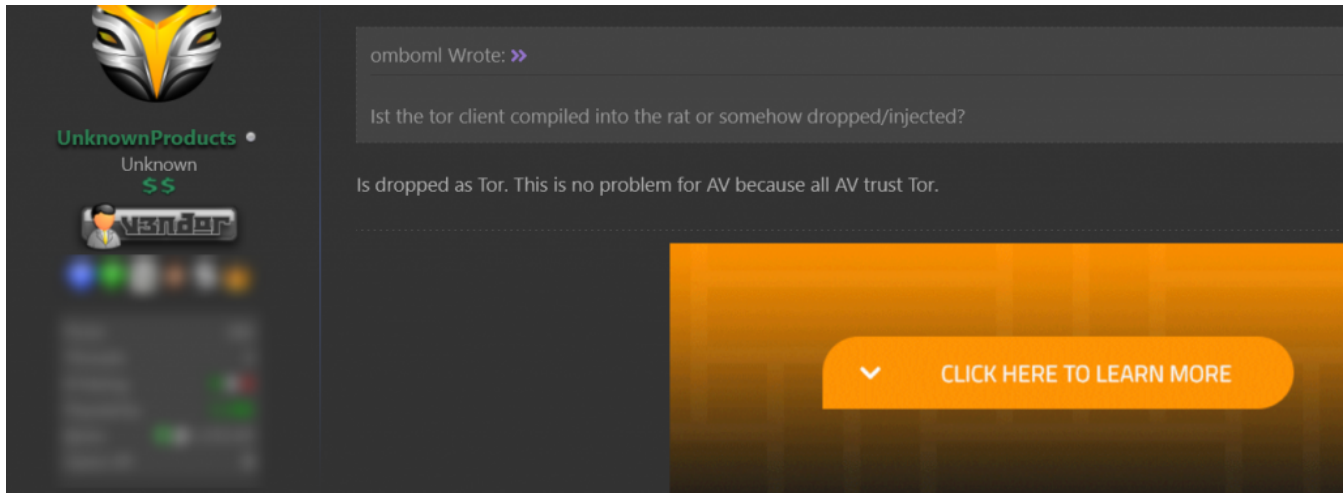 omboml Wrote: »
Ist the tor client compiled into the rat or somehow dropped/injected?
UnknownProducts
Unknown
$$
V3nd0r
Is dropped as Tor. This is no problem for AV because all AV trust Tor.
CLICK HERE TO LEARN MORE